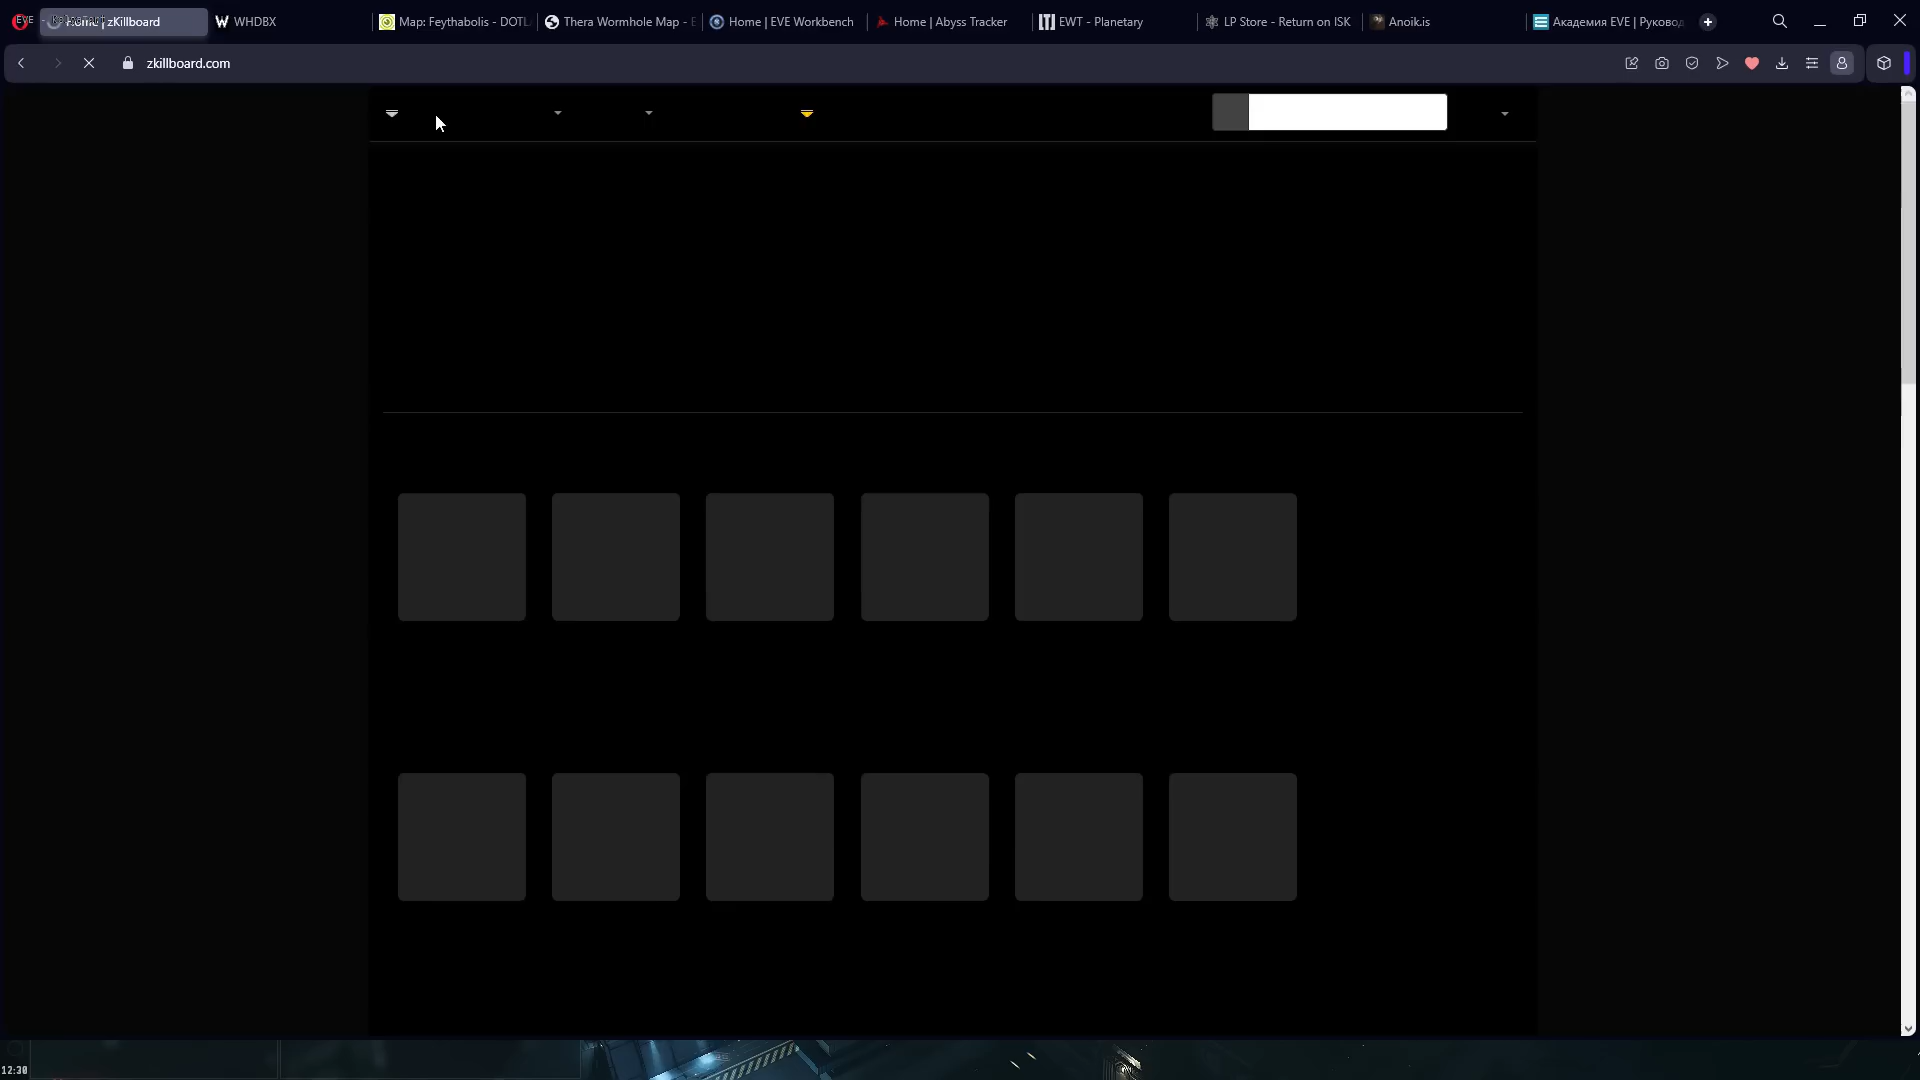 Home | zKillboard
WHDBX
Map: Feythabolis - DOTL
Thera Wormhole Map - E
Home | EVE Workbench
Home | Abyss Tracker
EWT - Planetary
LP Store - Return on ISK
Anoik.is
Академия EVE | Руковод
zkillboard.com
12:30